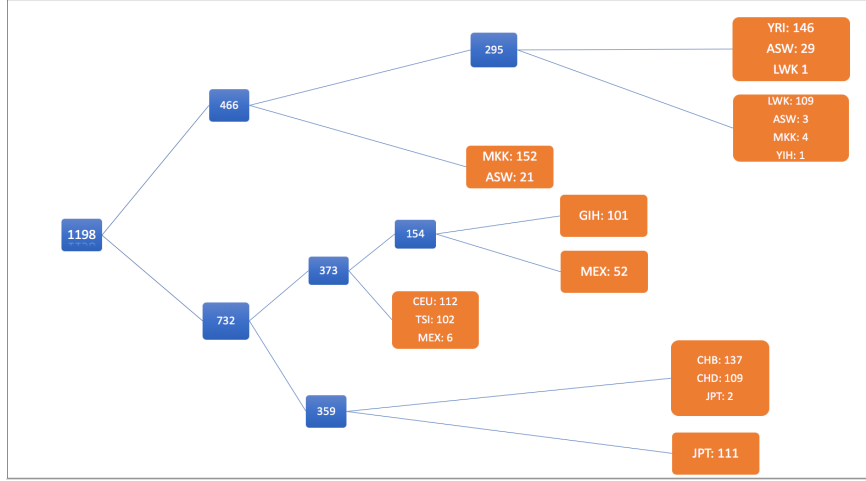 YRI: 146
ASW: 29
LWK 1
295
466
LWK: 109
ASW: 3
MKK: 4
YIH: 1
MKK: 152
ASW: 21
GIH: 101
1198
154
373
MEX: 52
CEU: 112
TSI: 102
MEX: 6
732
CHB: 137
CHD: 109
JPT: 2
359
JPT: 111